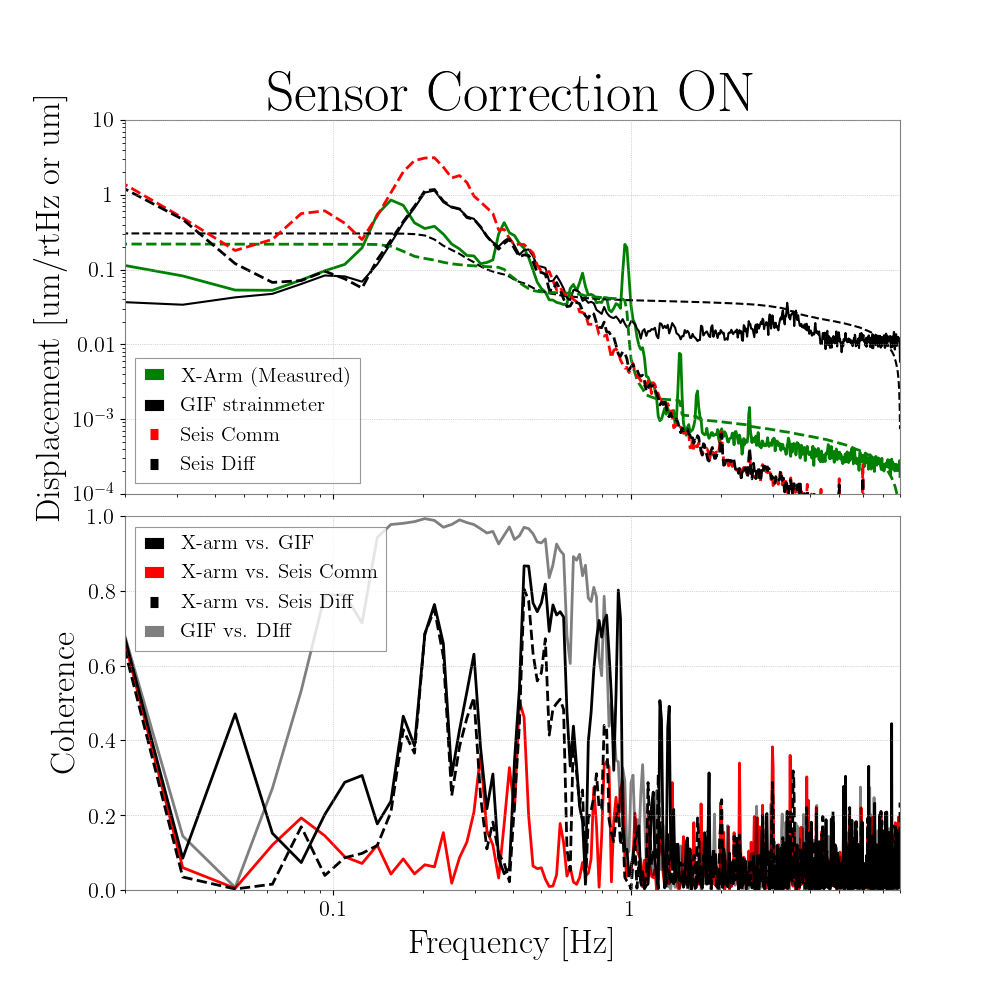 Sensor Correction ON
Displacement [um/rtHz or um]
10
1
0.1
0.01
10⁻³
10⁻⁴
X-Arm (Measured)
GIF strainmeter
Seis Comm
Seis Diff
Coherence
1.0
0.8
0.6
0.4
0.2
0.0
X-arm vs. GIF
X-arm vs. Seis Comm
X-arm vs. Seis Diff
GIF vs. DIff
0.1
1
Frequency [Hz]